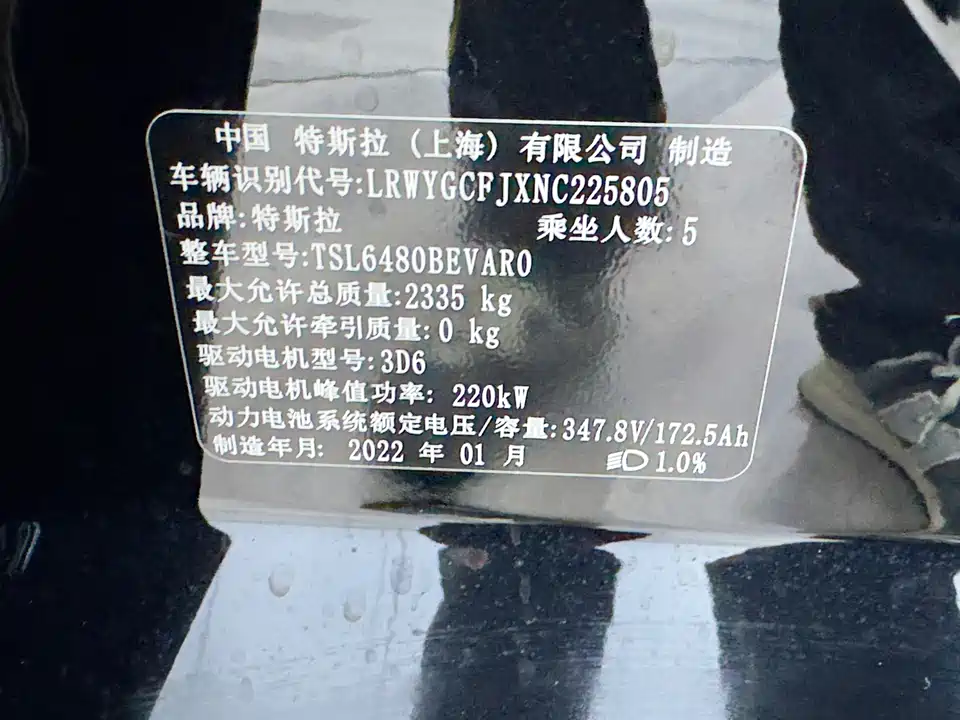 中国 特斯拉（上海）有限公司 制造
车辆识别代号:LRWYGCFJXNC225805
品牌:特斯拉 乘坐人数:5
整车型号:TSL6480BEVAR0
最大允许总质量:2335 kg
最大允许牵引质量:0 kg
驱动电机型号:3D6
驱动电机峰值功率: 220kW
动力电池系统额定电压/容量:347.8V/172.5Ah
制造年月: 2022 年 01 月 1.0%